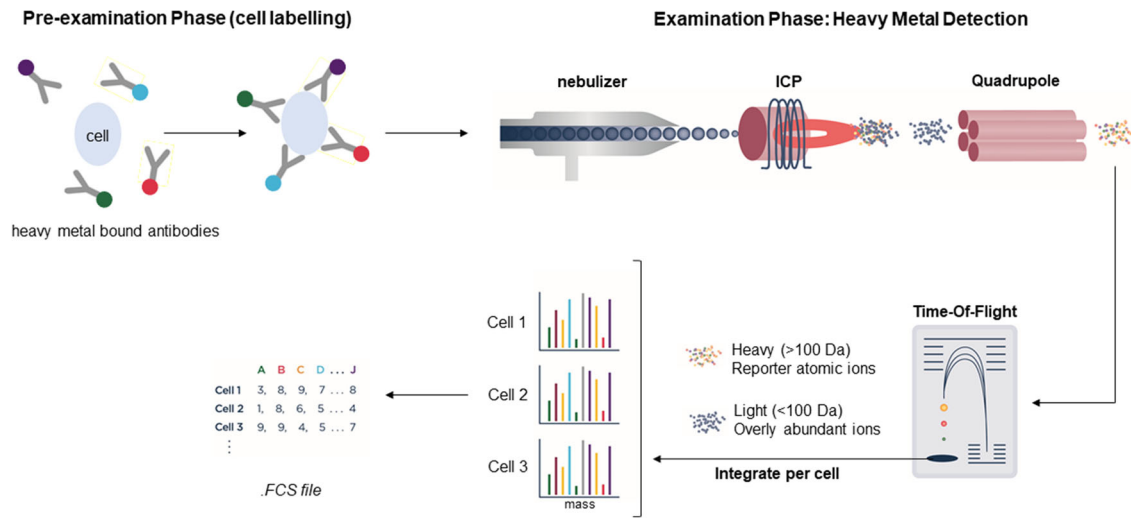 Pre-examination Phase (cell labelling)
Examination Phase: Heavy Metal Detection
nebulizer
ICP
Quadrupole
cell
heavy metal bound antibodies
Time-Of-Flight
Cell 1
Heavy (>100 Da)
Reporter atomic ions
Cell 2
Light (<100 Da)
Overly abundant ions
Cell 3
Integrate per cell
mass
A B C D ... J
Cell 1 3, 8, 9, 7 ... 8
Cell 2 1, 8, 6, 5 ... 4
Cell 3 9, 9, 4, 5 ... 7
⋮
.FCS file